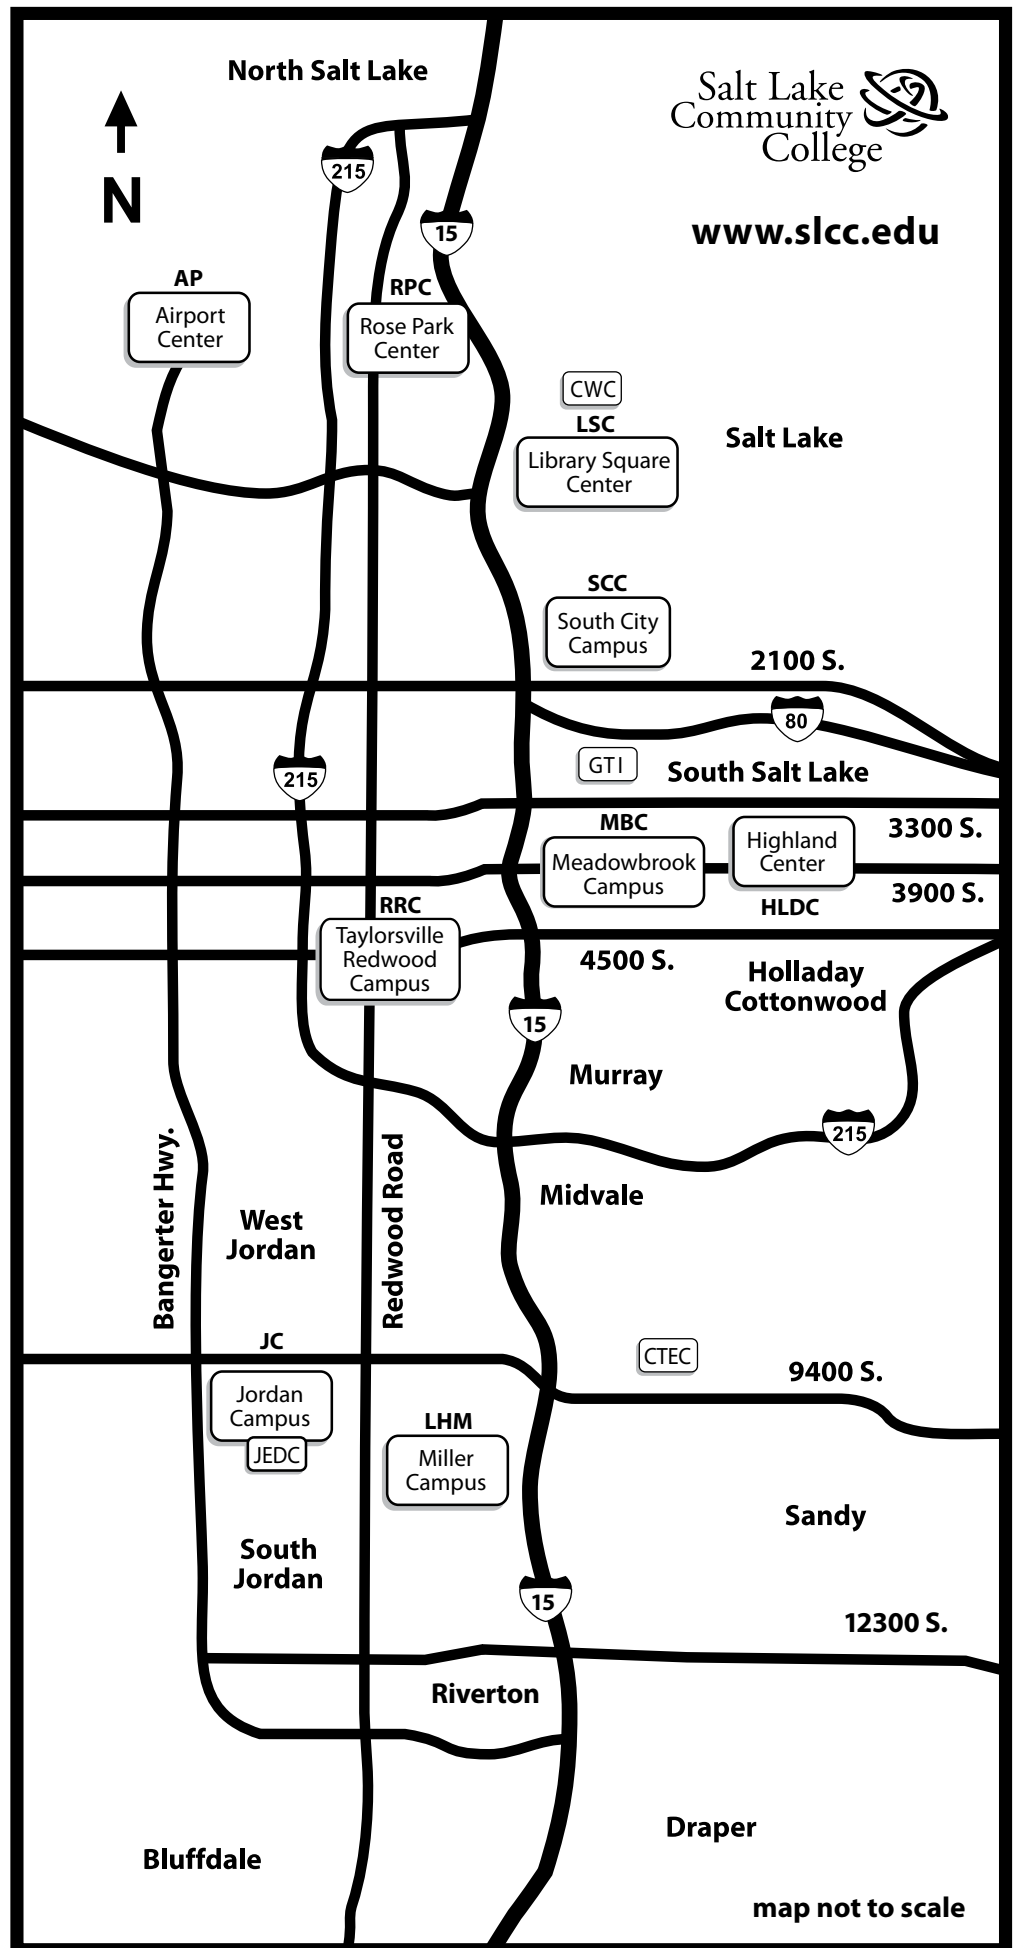 North Salt Lake
Salt Lake
Community
College
215
N
15
www.slcc.edu
AP
Airport
Center
RPC
Rose Park
Center
CWC
LSC
Library Square
Center
Salt Lake
SCC
South City
Campus
2100 S.
80
GTI
South Salt Lake
215
MBC
Meadowbrook
Campus
Highland
Center
HLDC
3300 S.
3900 S.
RRC
Taylorsville
Redwood
Campus
4500 S.
Holladay
Cottonwood
15
Murray
215
Bangerter Hwy.
Redwood Road
West
Jordan
Midvale
JC
Jordan
Campus
JEDC
CTEC
9400 S.
LHM
Miller
Campus
Sandy
South
Jordan
15
12300 S.
Riverton
Draper
Bluffdale
map not to scale